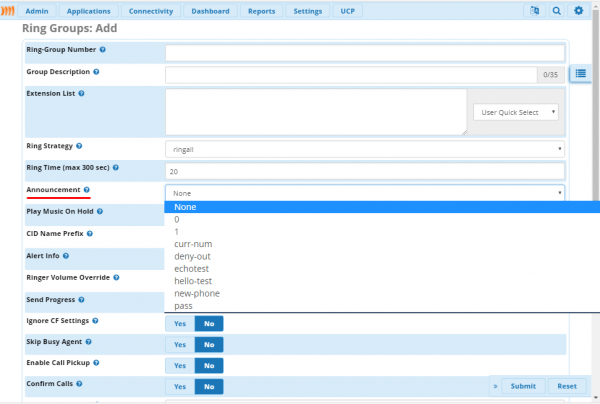 Admin Applications Connectivity Dashboard Reports Settings UCP
Ring Groups: Add
Ring-Group Number
Group Description 0/35
Extension List
User Quick Select
Ring Strategy ringall
Ring Time (max 300 sec) 20
Announcement None
Play Music On Hold None
0
CID Name Prefix 1
curr-num
Alert Info deny-out
echotest
Ringer Volume Override hello-test
new-phone
Send Progress pass
Ignore CF Settings Yes No
Skip Busy Agent Yes No
Enable Call Pickup Yes No
Confirm Calls Yes No » Submit Reset